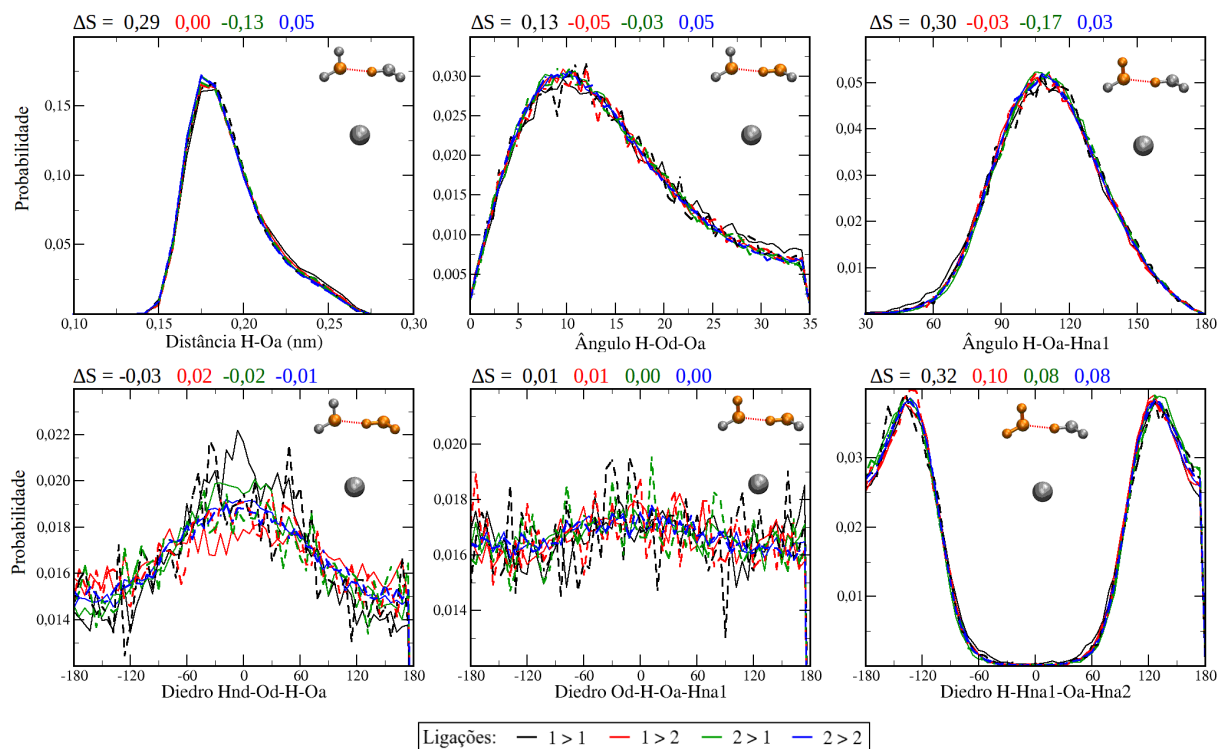 ΔS = 0,29 0,00 -0,13 0,05
ΔS = 0,13 -0,05 -0,03 0,05
ΔS = 0,30 -0,03 -0,17 0,03
Probabilidade
0,15
0,10
0,05
0,10 0,15 0,20 0,25 0,30
Distância H-Oa (nm)
0,030
0,025
0,020
0,015
0,010
0,005
0 5 10 15 20 25 30 35
Ângulo H-Od-Oa
0,05
0,04
0,03
0,02
0,01
30 60 90 120 150 180
Ângulo H-Oa-Hna1
ΔS = -0,03 0,02 -0,02 -0,01
ΔS = 0,01 0,01 0,00 0,00
ΔS = 0,32 0,10 0,08 0,08
Probabilidade
0,022
0,020
0,018
0,016
0,014
-180 -120 -60 0 60 120 180
Diedro Hnd-Od-H-Oa
0,020
0,018
0,016
0,014
-180 -120 -60 0 60 120 180
Diedro Od-H-Oa-Hna1
0,03
0,02
0,01
-180 -120 -60 0 60 120 180
Diedro H-Hna1-Oa-Hna2
Ligações: 1 > 1 1 > 2 2 > 1 2 > 2